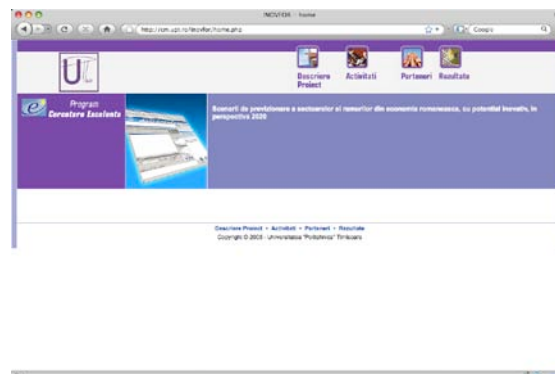 INOVFOR - home
Google
Descriere Proiect
Activitati
Parteneri
Rezultate
Program
Cercetare Excelenta
Scenarii de previzionare a sectoarelor si ramurilor din economia romaneasca, cu potential inovativ, in
perspectiva 2020
Descriere Proiect • Activitati • Parteneri • Rezultate
Copyright © Universitatea "Politehnica" Timisoara